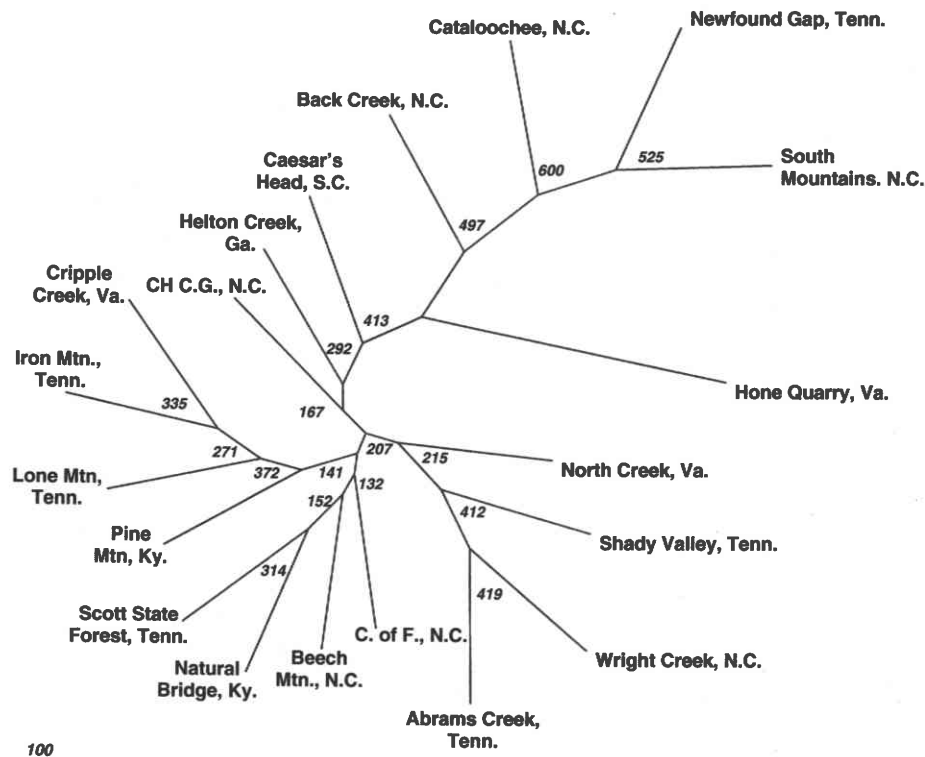 Newfound Gap, Tenn.
Cataloochee, N.C.
Back Creek, N.C.
Caesar's
Head, S.C.
600
525
South
Mountains. N.C.
Helton Creek,
Ga.
497
Cripple
Creek, Va.
CH C.G., N.C.
413
292
Iron Mtn.,
Tenn.
Hone Quarry, Va.
335
167
271
207
372
141
215
North Creek, Va.
Lone Mtn,
Tenn.
132
152
412
Pine
Mtn, Ky.
Shady Valley, Tenn.
314
419
Scott State
Forest, Tenn.
C. of F., N.C.
Beech
Mtn., N.C.
Natural
Bridge, Ky.
Wright Creek, N.C.
Abrams Creek,
Tenn.
100